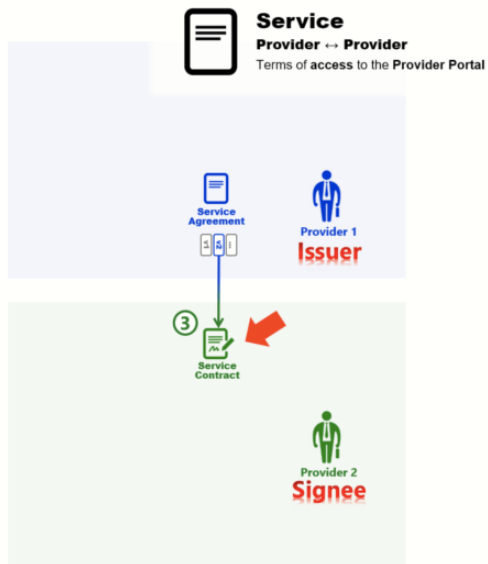 Service
Provider ↔ Provider
Terms of access to the Provider Portal
Service
Agreement
Provider 1
Issuer
③
Service
Contract
Provider 2
Signee